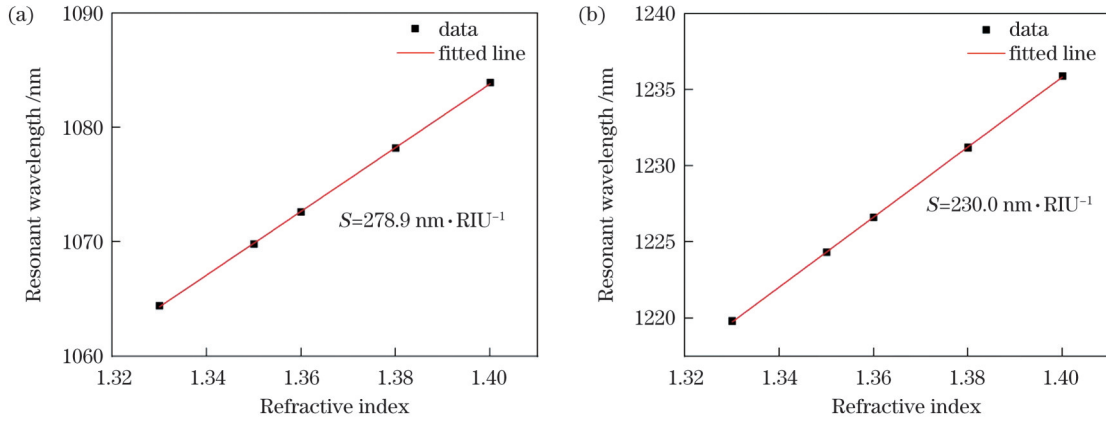 (a)
1090
1080
1070
1060
Resonant wavelength /nm
data
fitted line
S=278.9 nm·RIU⁻¹
1.32
1.34
1.36
1.38
1.40
Refractive index
(b)
1240
1235
1230
1225
1220
Resonant wavelength /nm
data
fitted line
S=230.0 nm·RIU⁻¹
1.32
1.34
1.36
1.38
1.40
Refractive index